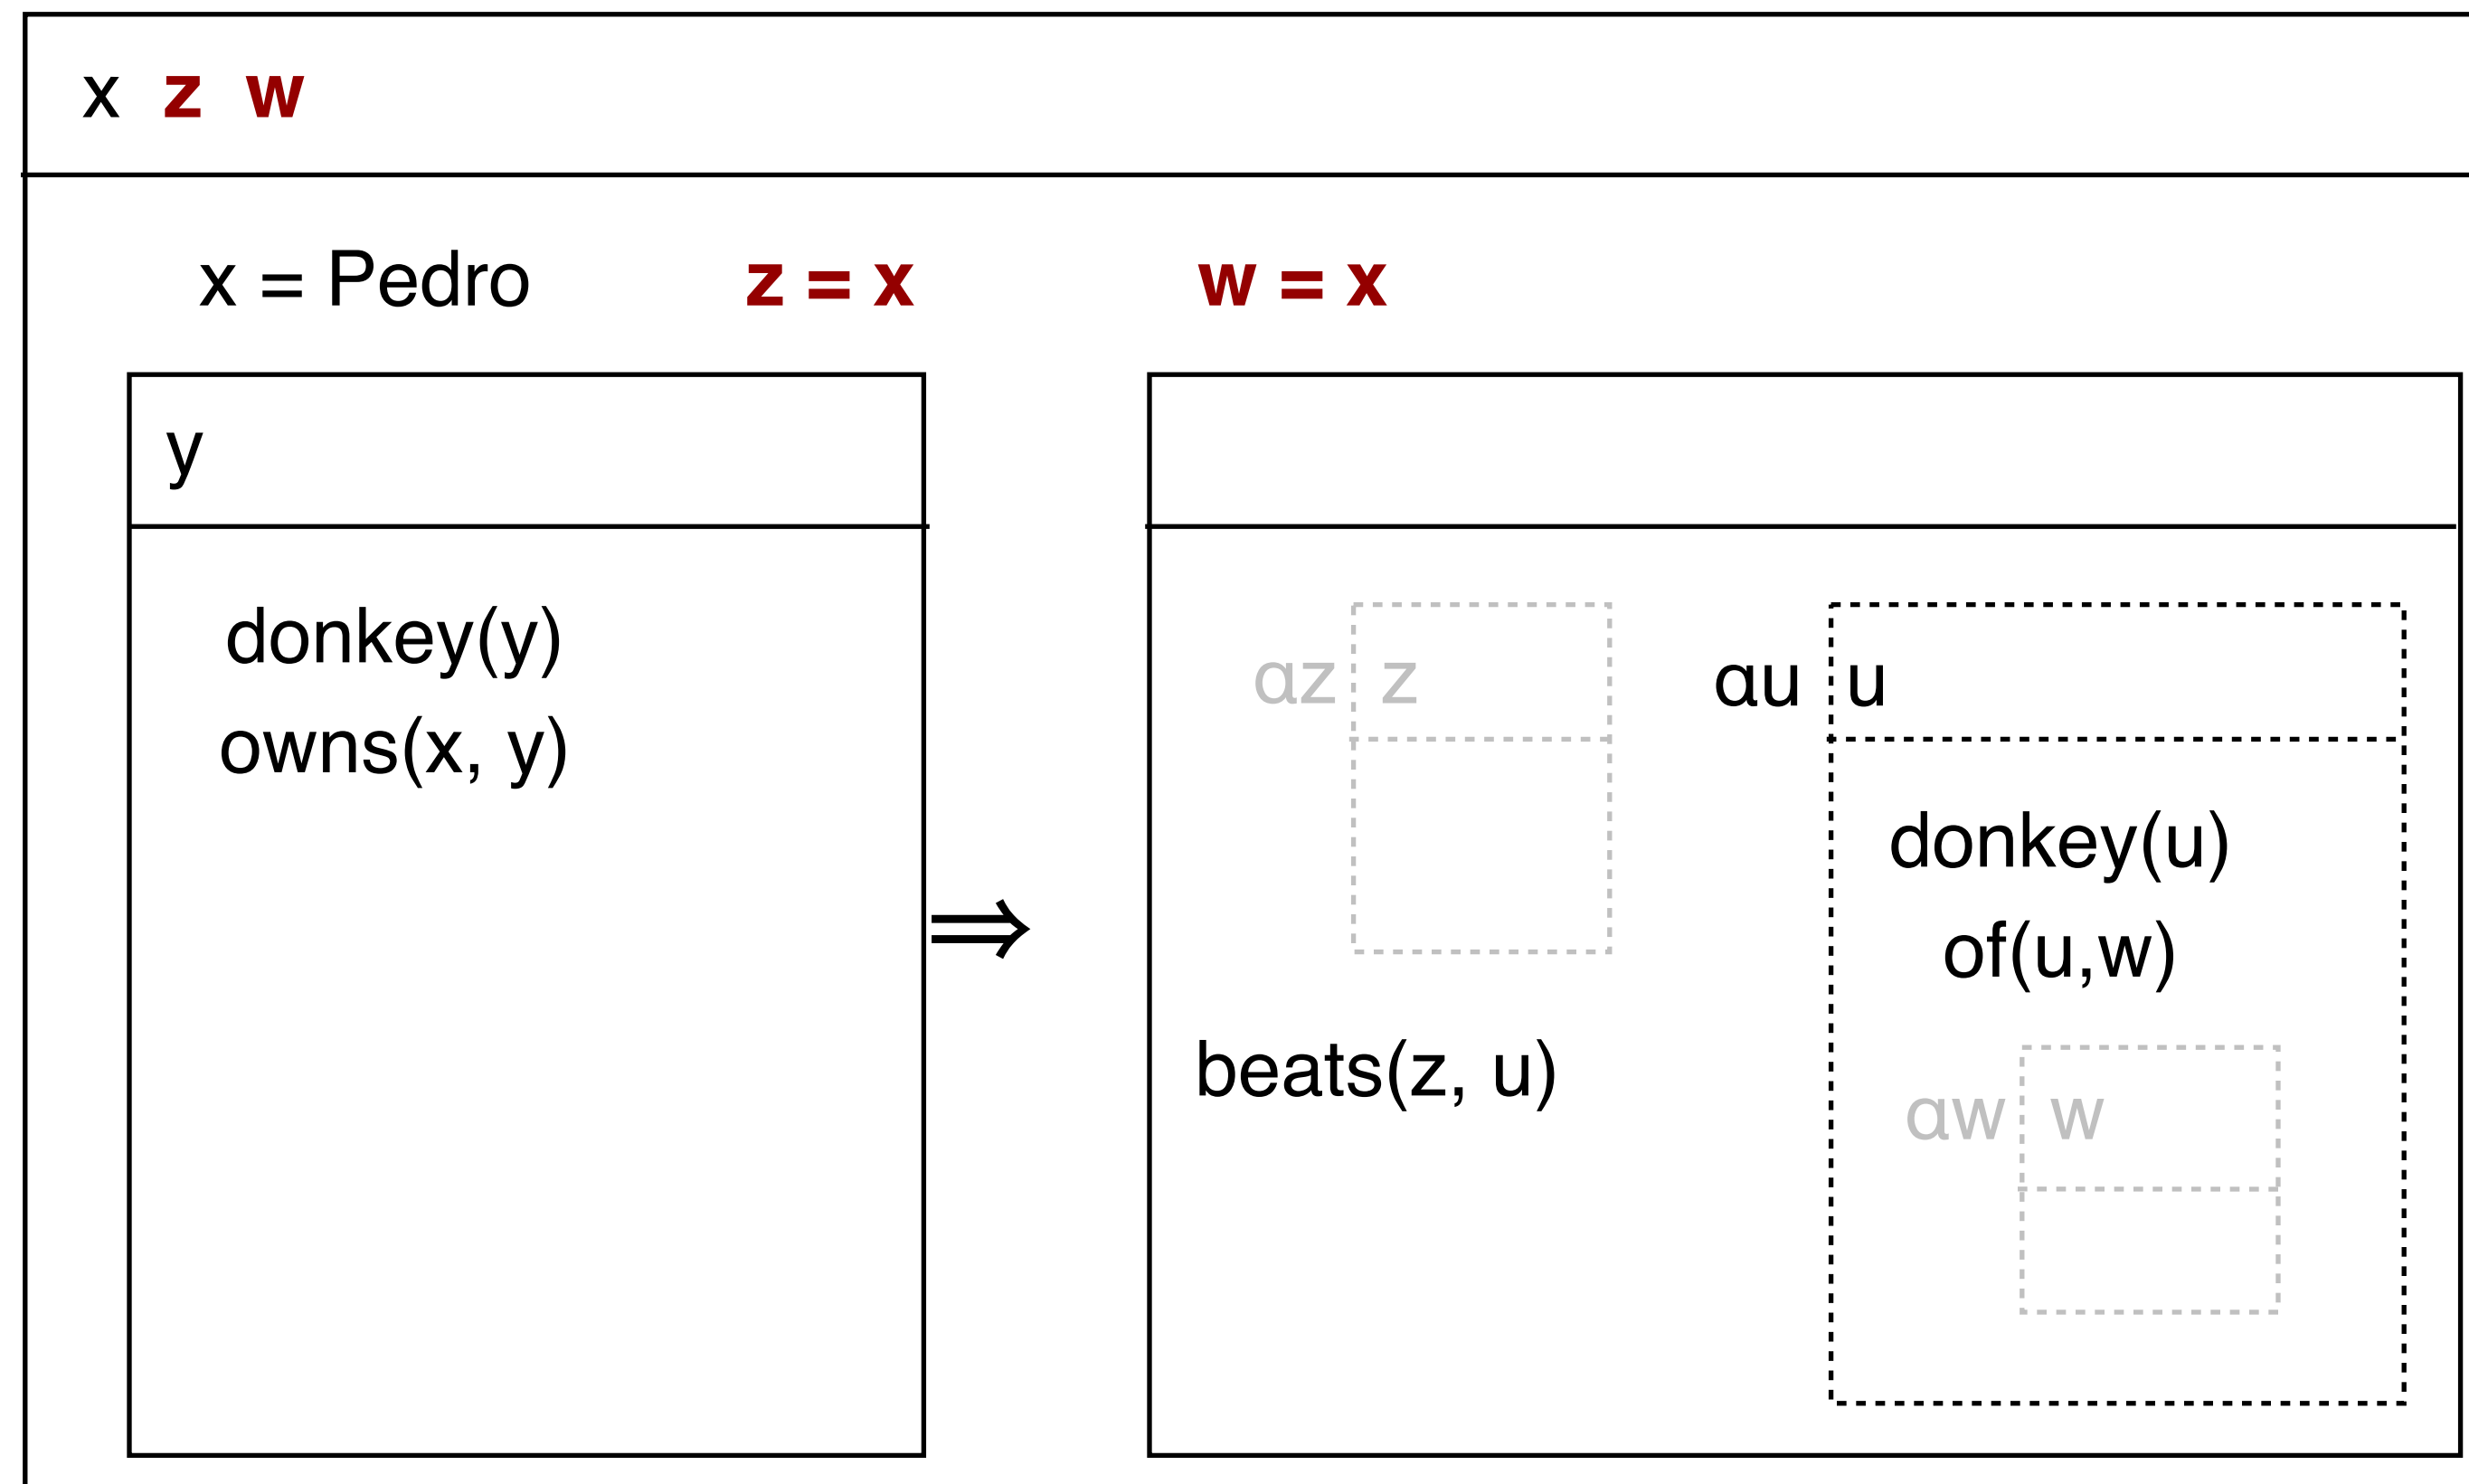 x z w
x = Pedro z = x w = x
y
donkey(y)
owns(x, y)
⇒
αz z
αu u
donkey(u)
of(u,w)
beats(z, u)
αw w